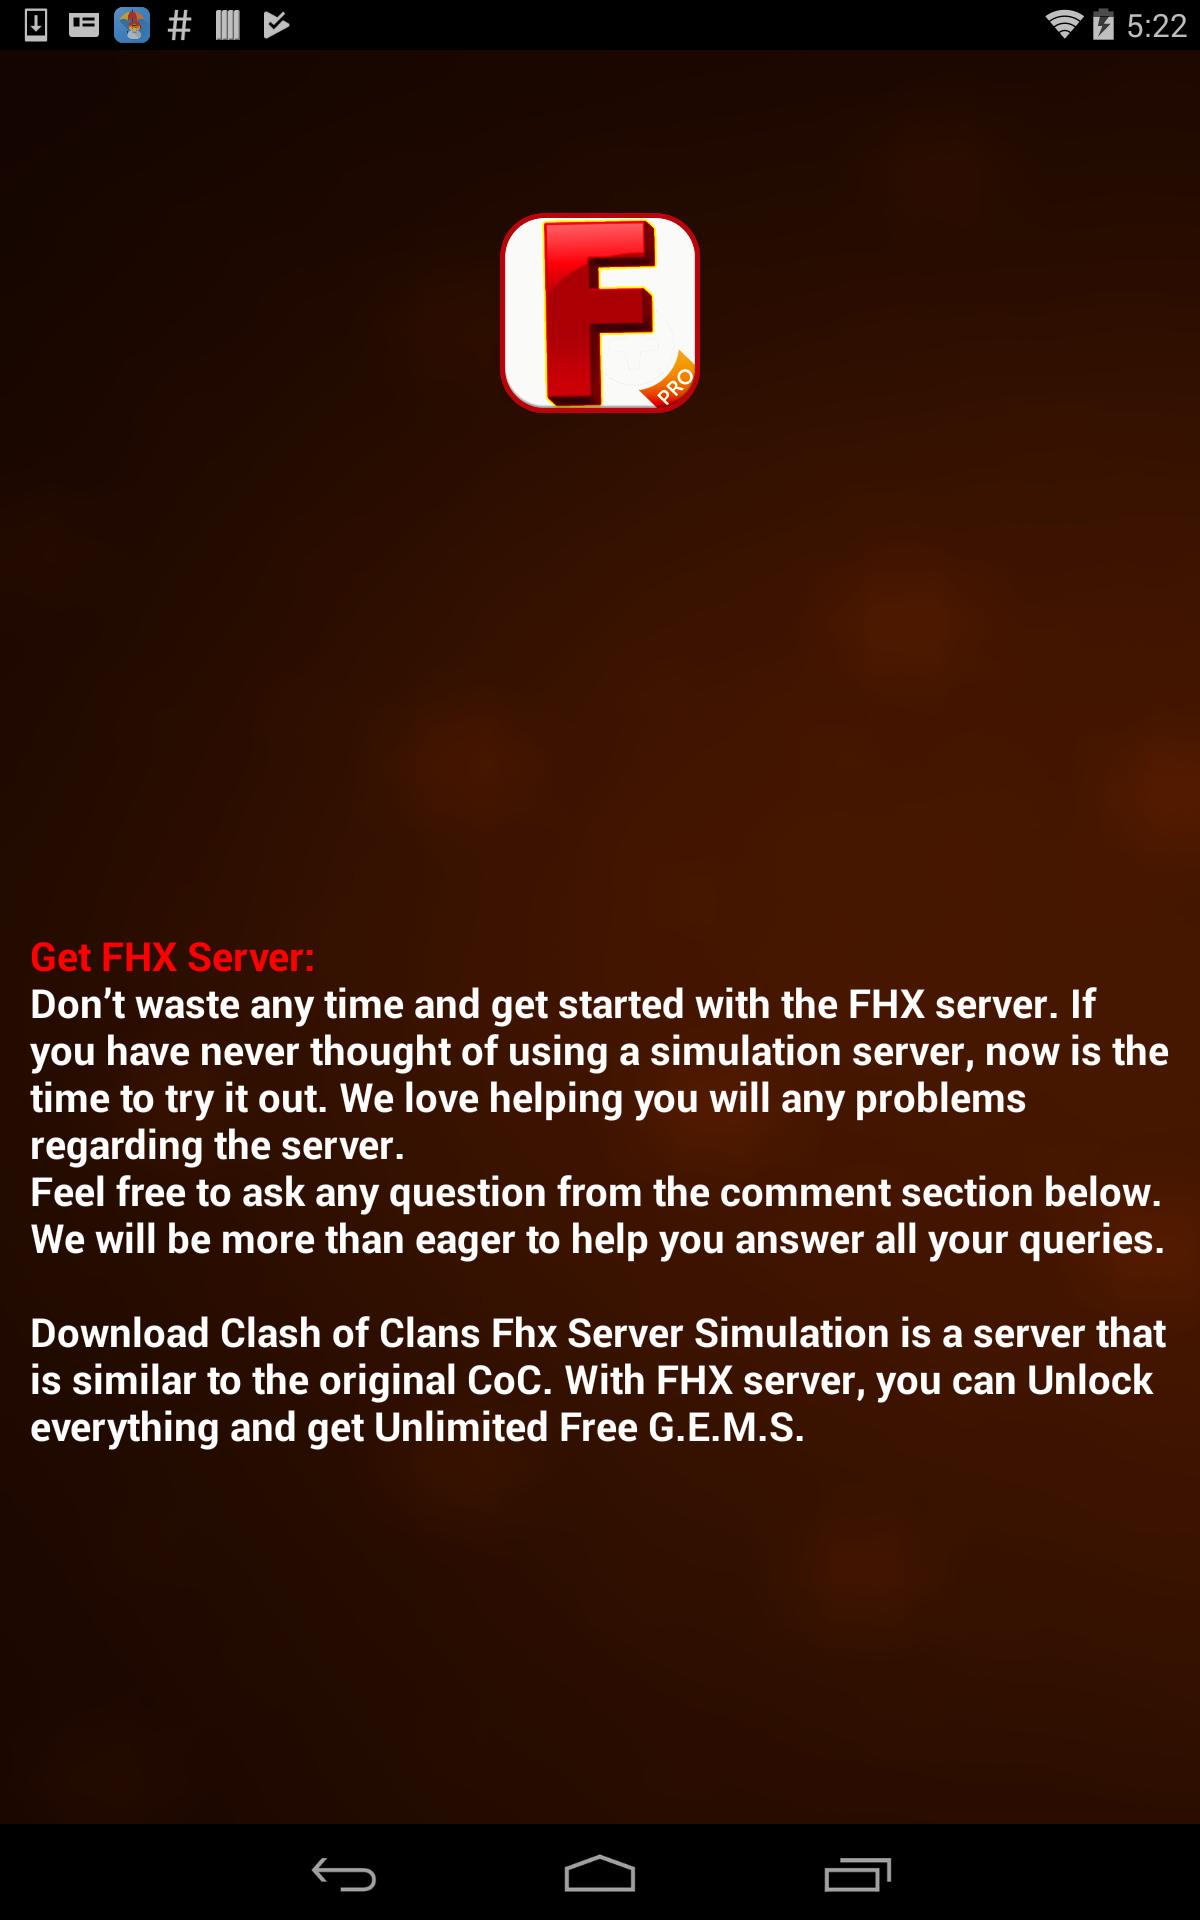 5:22
F
PRO
Get FHX Server:
Don’t waste any time and get started with the FHX server. If
you have never thought of using a simulation server, now is the
time to try it out. We love helping you will any problems
regarding the server.
Feel free to ask any question from the comment section below.
We will be more than eager to help you answer all your queries.
Download Clash of Clans Fhx Server Simulation is a server that
is similar to the original CoC. With FHX server, you can Unlock
everything and get Unlimited Free G.E.M.S.